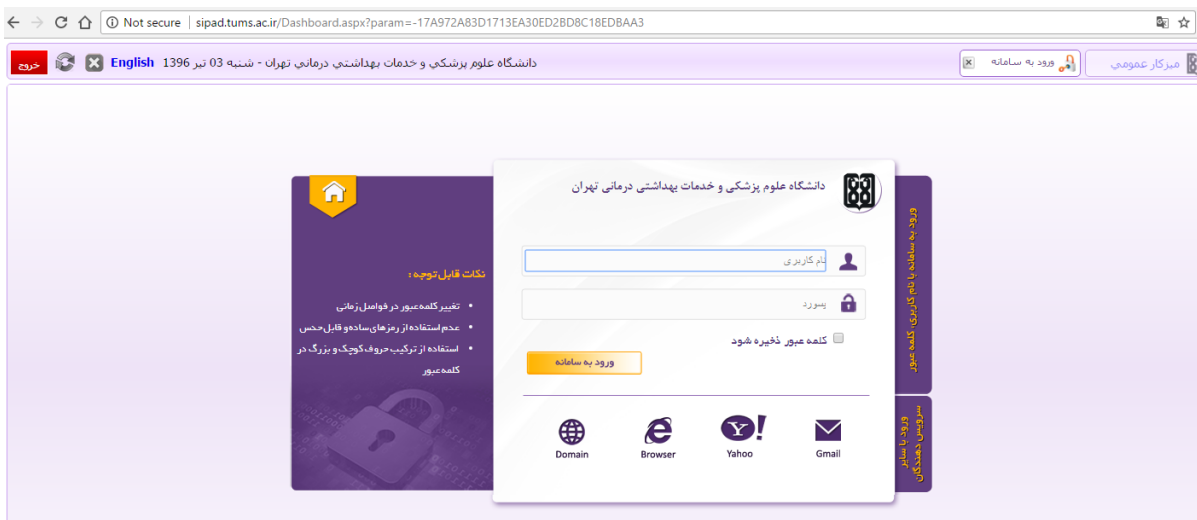 Not secure | sipad.tums.ac.ir/Dashboard.aspx?param=-17A972A83D1713EA30ED2BD8C18EDBAA3
ميزکار عمومي
ورود به سامانه
دانشگاه علوم پزشكي و خدمات بهداشتي درماني تهران - شنبه 03 تير 1396 English
خروج
دانشگاه علوم پزشکی و خدمات بهداشتی درمانی تهران
نام کاربری
پسورد
کلمه عبور ذخیره شود
ورود به سامانه
Domain Browser Yahoo Gmail
ورود به سامانه با نام کاربری، کلمه عبور
ورود با سایر
سرویس دهندگان
نکات قابل توجه :
• تغییر کلمه عبور در فواصل زمانی
• عدم استفاده از رمزهای ساده و قابل حدس
• استفاده از ترکیب حروف کوچک و بزرگ در
کلمه عبور